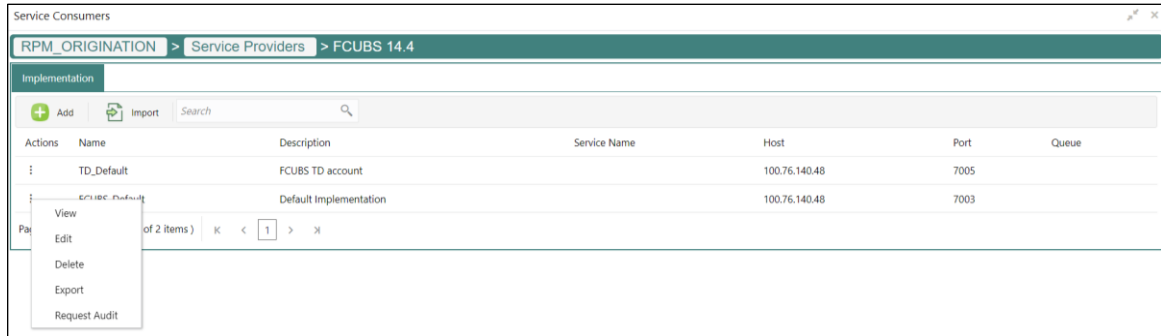 Service Consumers
RPM_ORIGINATION > Service Providers > FCUBS 14.4
Implementation
Add Import Search
Actions Name Description Service Name Host Port Queue
TD_Default FCUBS TD account 100.76.140.48 7005
FCUBS_Default Default Implementation 100.76.140.48 7003
of 2 items) K < 1 > >|
View
Edit
Delete
Export
Request Audit